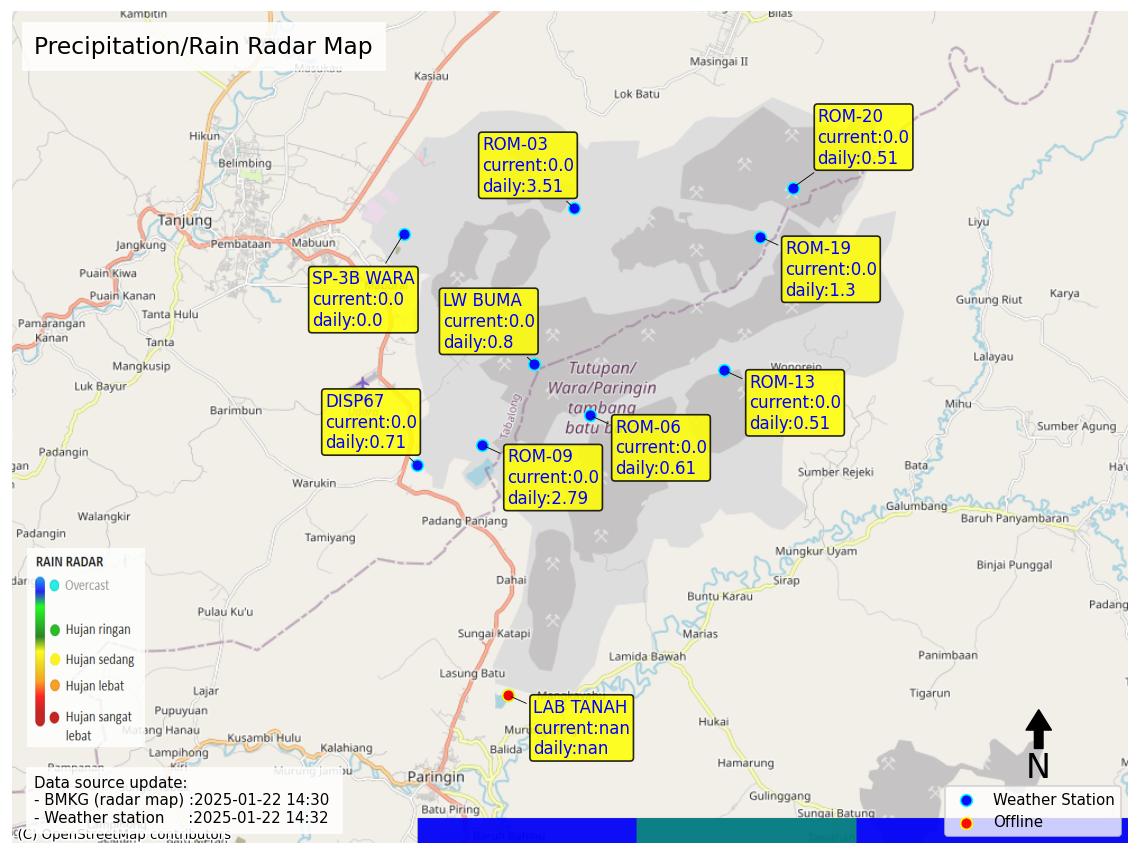 Kambitin
Bilas
Precipitation/Rain Radar Map
Masukau
Kasiau
Masingai II
Lok Batu
Hikun
Belimbing
ROM-03
current:0.0
daily:3.51
ROM-20
current:0.0
daily:0.51
Tanjung
Jangkung
Pembataan
Mabuun
Liyu
Puain Kiwa
Puain Kanan
Tanta Hulu
SP-3B WARA
current:0.0
daily:0.0
ROM-19
current:0.0
daily:1.3
LW BUMA
current:0.0
daily:0.8
Gunung Riut
Karya
Pamarangan
Kanan
Tanta
Mangkusip
Luk Bayur
Lalayau
Wonorejo
Tutupan/
Wara/Paringin
tambang
batu b
Tabalong
DISP67
current:0.0
daily:0.71
Barimbun
ROM-13
current:0.0
daily:0.51
Mihu
Sumber Agung
ROM-06
current:0.0
daily:0.61
ROM-09
current:0.0
daily:2.79
Padangin
gan
Warukin
Sumber Rejeki
Bata
Ha'u
Galumbang
Baruh Panyambaran
Walangkir
Padangin
Padang Panjang
Tamiyang
Mungkur Uyam
Binjai Punggal
Dahai
Sirap
Buntu Karau
Padang
RAIN RADAR
Overcast
Hujan ringan
Hujan sedang
Hujan lebat
Hujan sangat
lebat
Pulau Ku'u
Sungai Katapi
Marias
Lamida Bawah
Panimbaan
Lasung Batu
Tigarun
Lajar
Pupuyuan
Matang Hanau
LAB TANAH
current:nan
daily:nan
Hukai
Kusambi Hulu
Lampihong
Kiri
Kalahiang
Balida
Hamarung
Pampanan
Murung Jambu
Paringin
N
Gulinggang
Batu Piring
Sungai Batung
Data source update:
- BMKG (radar map) :2025-01-22 14:30
- Weather station :2025-01-22 14:32
Weather Station
Offline
(C) OpenStreetMap contributors